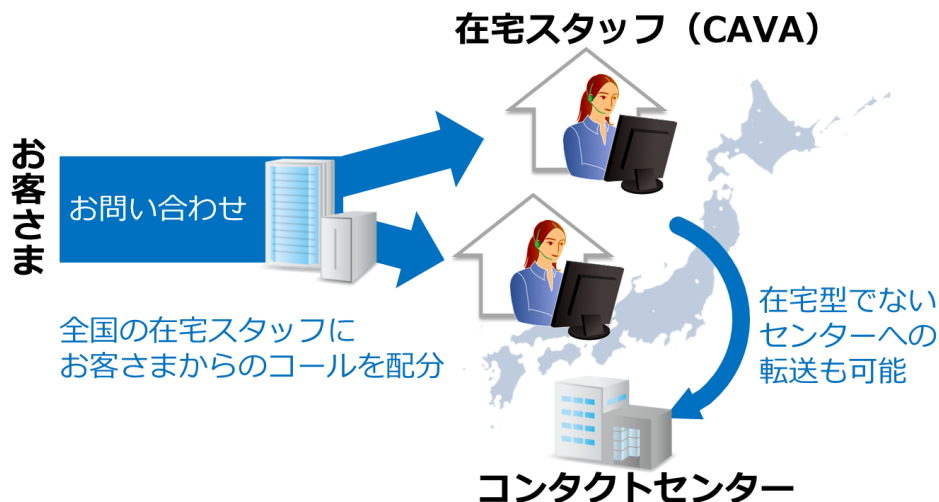 在宅スタッフ（CAVA）
お客さま
お問い合わせ
全国の在宅スタッフに
お客さまからのコールを配分
在宅型でない
センターへの
転送も可能
コンタクトセンター